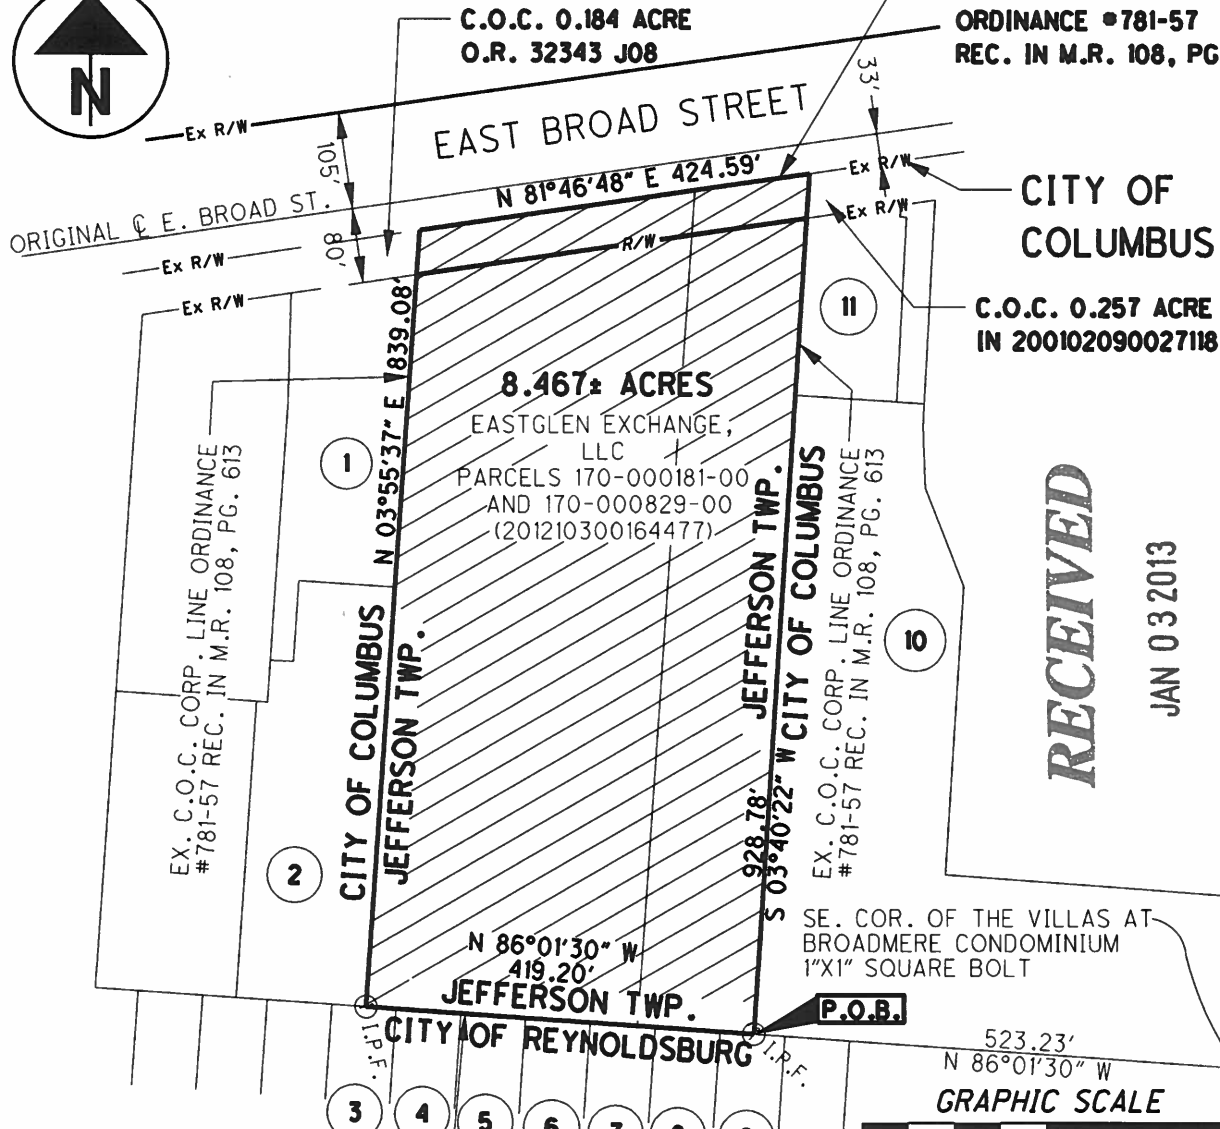 N
C.O.C. 0.184 ACRE
O.R. 32343 J08
ORDINANCE #781-57
REC. IN M.R. 108, PG
33'
Ex R/W
EAST BROAD STREET
105'
N 81°46'48" E 424.59'
Ex R/W
CITY OF
COLUMBUS
ORIGINAL ℄ E. BROAD ST.
Ex R/W
80'
R/W
Ex R/W
Ex R/W
C.O.C. 0.257 ACRE
IN 200102090027118
11
8.467± ACRES
EASTGLEN EXCHANGE,
LLC
PARCELS 170-000181-00
AND 170-000829-00
(201210300164477)
N 03°55'37" E 839.08'
1
EX. C.O.C. CORP. LINE ORDINANCE
#781-57 REC. IN M.R. 108, PG. 613
CITY OF COLUMBUS
JEFFERSON TWP.
JEFFERSON TWP.
CITY OF COLUMBUS
928.78'
S 03°40'22" W
EX. C.O.C. CORP. LINE ORDINANCE
#781-57 REC. IN M.R. 108, PG. 613
10
RECEIVED
JAN 03 2013
2
SE. COR. OF THE VILLAS AT
BROADMERE CONDOMINIUM
1"X1" SQUARE BOLT
N 86°01'30" W
419.20'
JEFFERSON TWP.
P.O.B.
CITY OF REYNOLDSBURG
I.P.F.
I.P.F.
523.23'
N 86°01'30" W
GRAPHIC SCALE
3
4
5
6
7